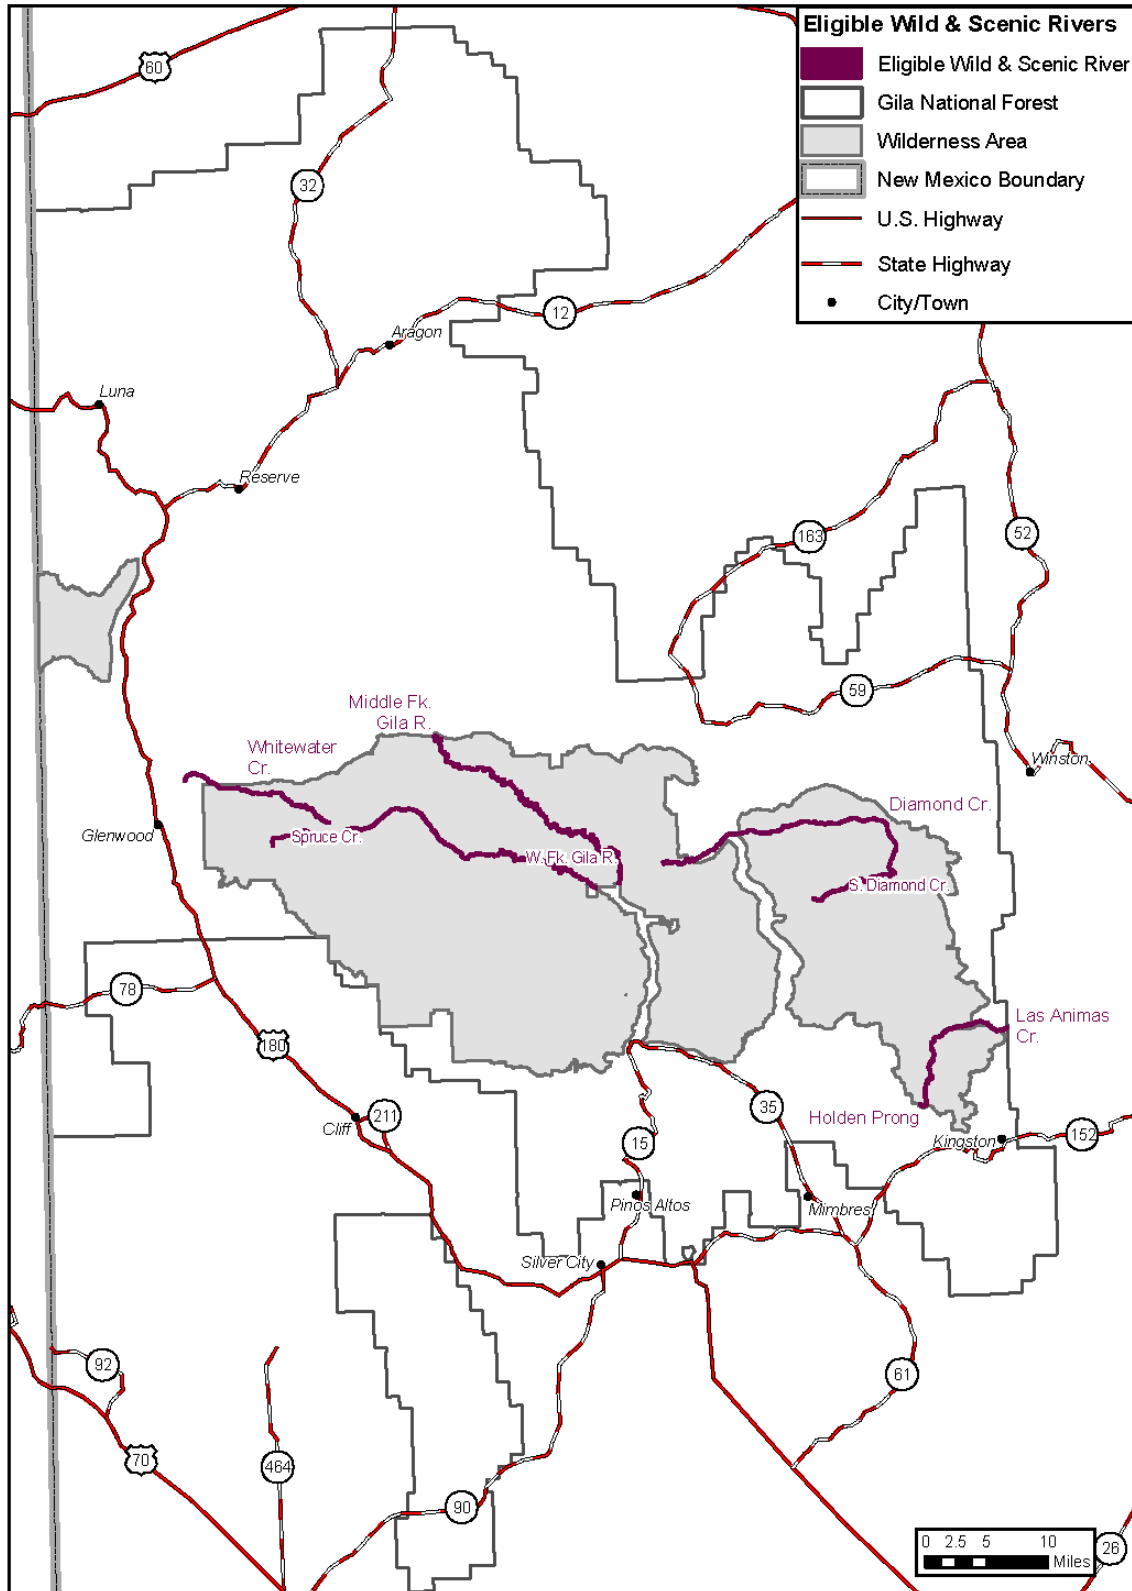 Eligible Wild & Scenic Rivers
Eligible Wild & Scenic River
Gila National Forest
Wilderness Area
New Mexico Boundary
U.S. Highway
State Highway
City/Town
60
32
12
Aragon
Luna
Reserve
163
52
59
Middle Fk.
Gila R.
Whitewater
Cr.
Winston
Diamond Cr.
Glenwood
Spruce Cr.
W. Fk. Gila R.
S. Diamond Cr.
78
Las Animas
Cr.
180
35
Holden Prong
211
Cliff
15
Kingston
152
Pinos Altos
Mimbres
Silver City
92
61
70
464
90
0 2.5 5 10
Miles
26